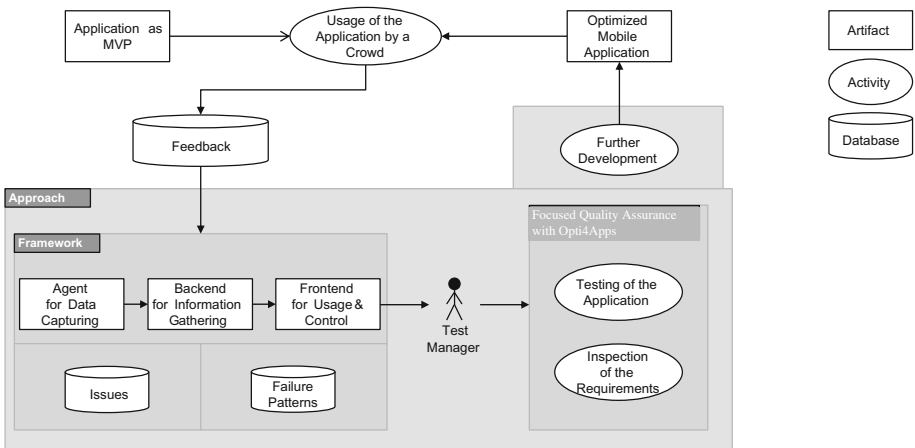 Application as
MVP
Usage of the
Application by a
Crowd
Optimized
Mobile
Application
Artifact
Activity
Database
Feedback
Further
Development
Approach
Framework
Focused Quality Assurance
with Opti4Apps
Agent
for Data
Capturing
Backend
for Information
Gathering
Frontend
for Usage & Control
Test
Manager
Testing of the
Application
Inspection
of the
Requirements
Issues
Failure
Patterns